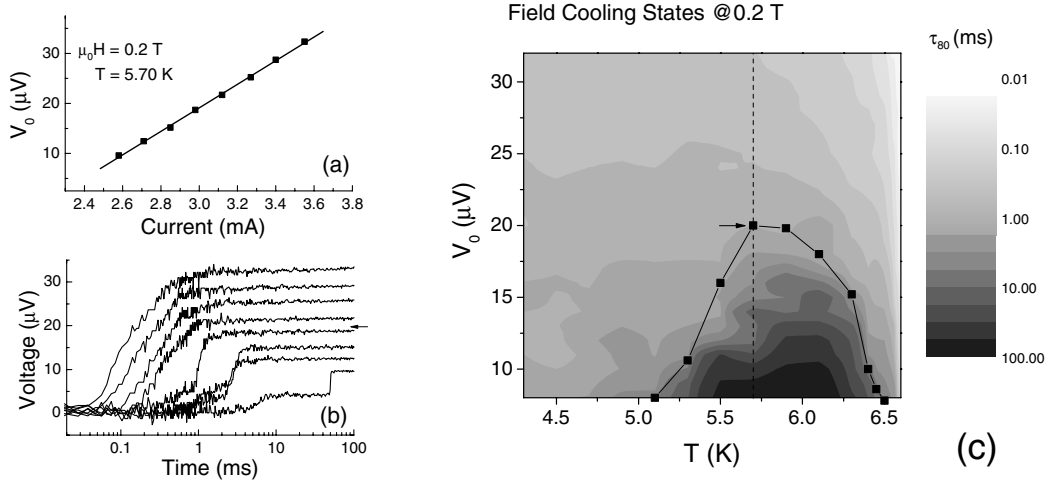 Field Cooling States @0.2 T
μ₀H = 0.2 T
T = 5.70 K
V₀ (μV)
30
20
10
2.4 2.6 2.8 3.0 3.2 3.4 3.6 3.8
Current (mA)
(a)
Voltage (μV)
30
20
10
0
0.1 1 10 100
Time (ms)
(b)
V₀ (μV)
30
25
20
15
10
4.5 5.0 5.5 6.0 6.5
T (K)
(c)
τ₈₀ (ms)
0.01
0.10
1.00
10.00
100.00